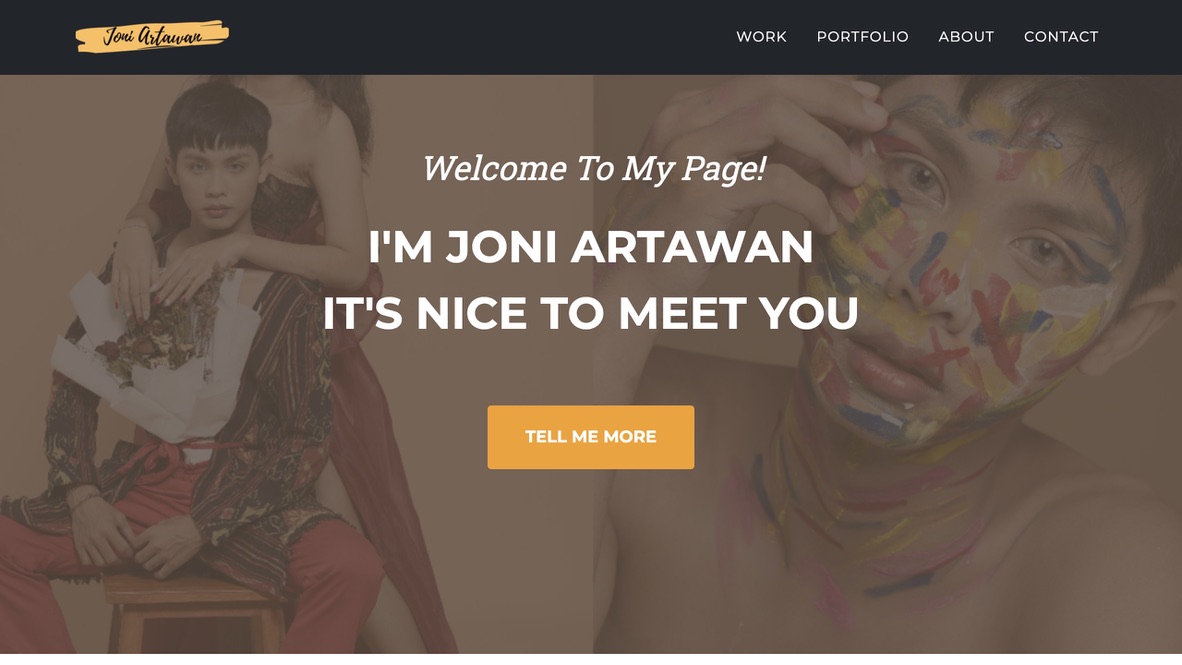 Joni Artawan
WORK PORTFOLIO ABOUT CONTACT
Welcome To My Page!
I'M JONI ARTAWAN
IT'S NICE TO MEET YOU
TELL ME MORE